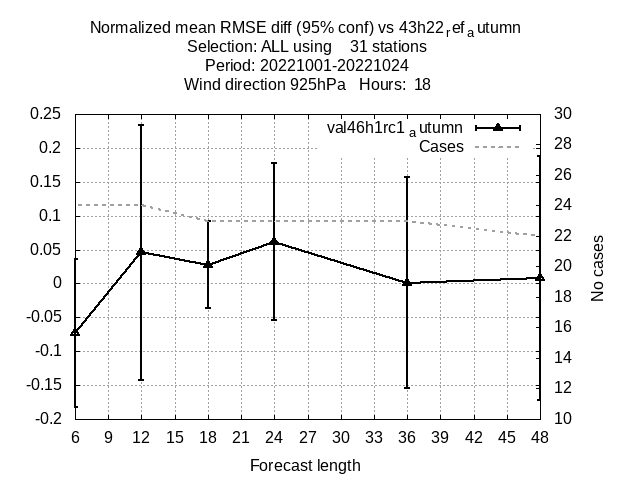 Normalized mean RMSE diff (95% conf) vs 43h22refautumn
Selection: ALL using 31 stations
Period: 20221001-20221024
Wind direction 925hPa Hours: 18
val46h1rc1autumn
Cases
0.25
0.2
0.15
0.1
0.05
0
-0.05
-0.1
-0.15
-0.2
30
28
26
24
22
20
18
16
14
12
10
No cases
6 9 12 15 18 21 24 27 30 33 36 39 42 45 48
Forecast length